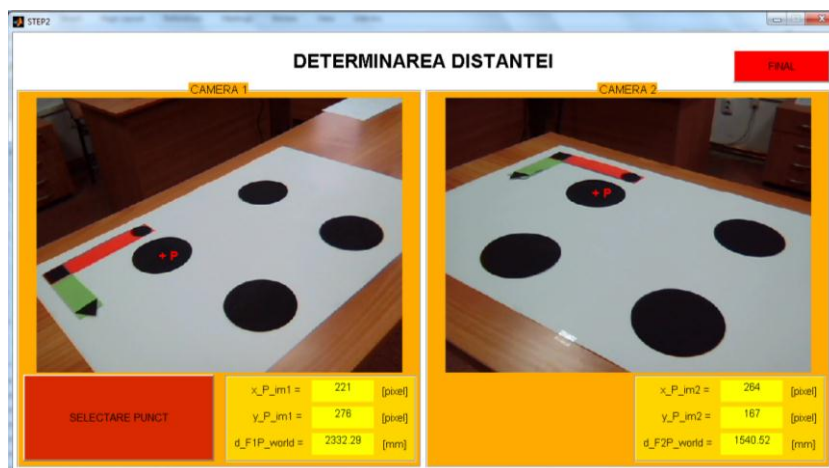 STEP2
DETERMINAREA DISTANTEI
FINAL
CAMERA 1
CAMERA 2
+ P
+ P
SELECTARE PUNCT
x_P_im1 = 221 [pixel]
y_P_im1 = 276 [pixel]
d_F1P_world = 2332.29 [mm]
x_P_im2 = 264 [pixel]
y_P_im2 = 167 [pixel]
d_F2P_world = 1540.52 [mm]